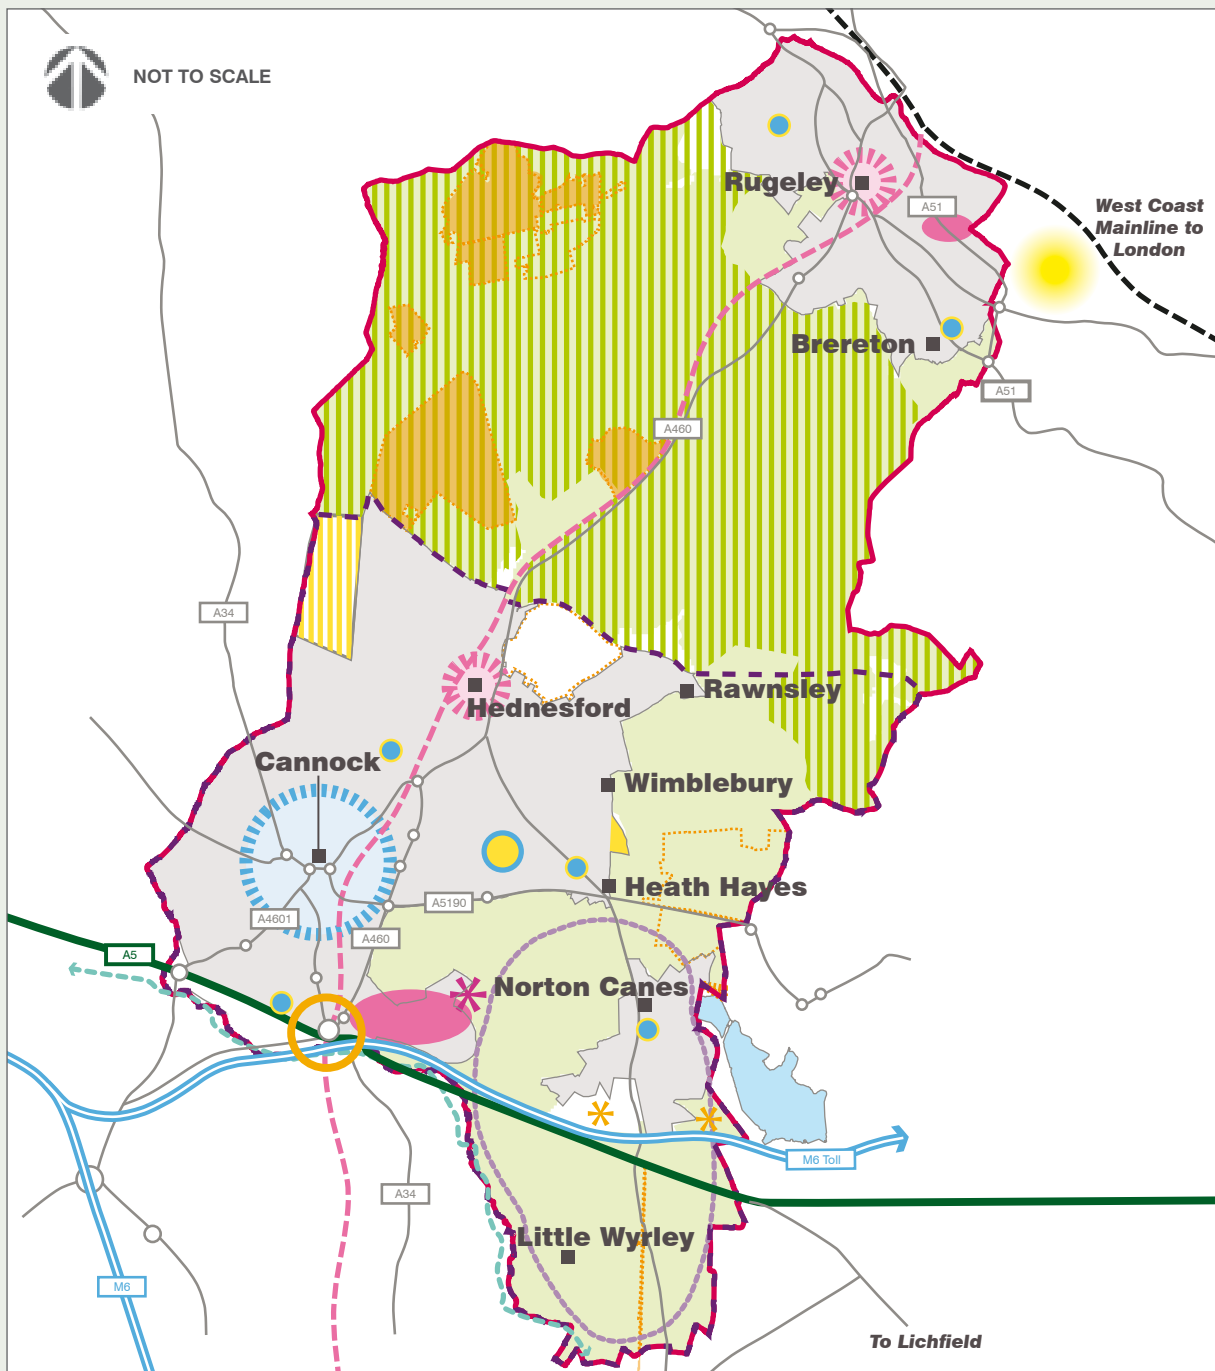 NOT TO SCALE
Rugeley
A51
West Coast
Mainline to
London
Brereton
A51
A460
A34
Rawnsley
Hednesford
Cannock
Wimblebury
Heath Hayes
A5190
A4601
A460
A5
Norton Canes
M6 Toll
A34
Little Wyrley
M6
To Lichfield